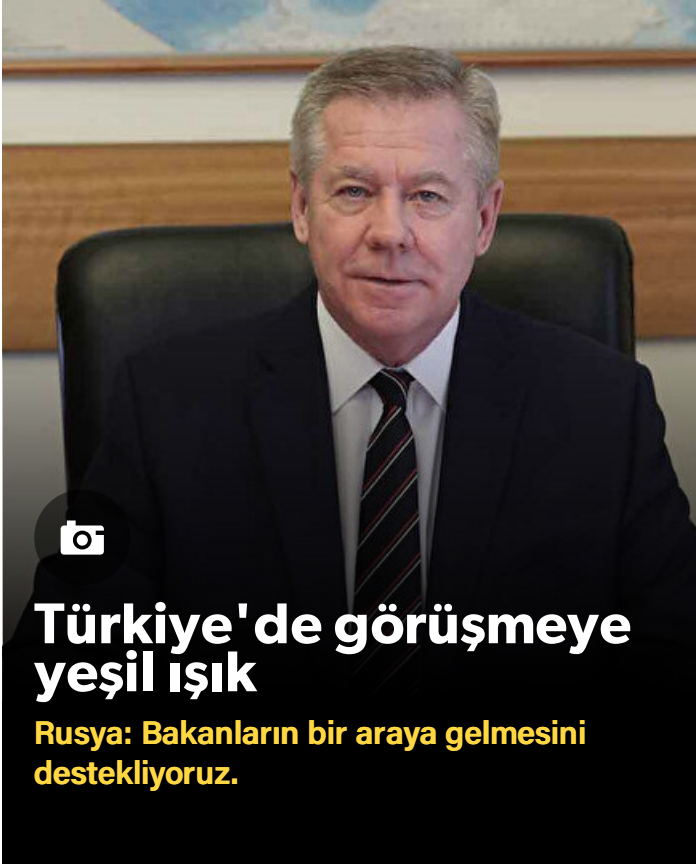 Türkiye'de görüşmeye
yeşil ışık
Rusya: Bakanların bir araya gelmesini
destekliyoruz.